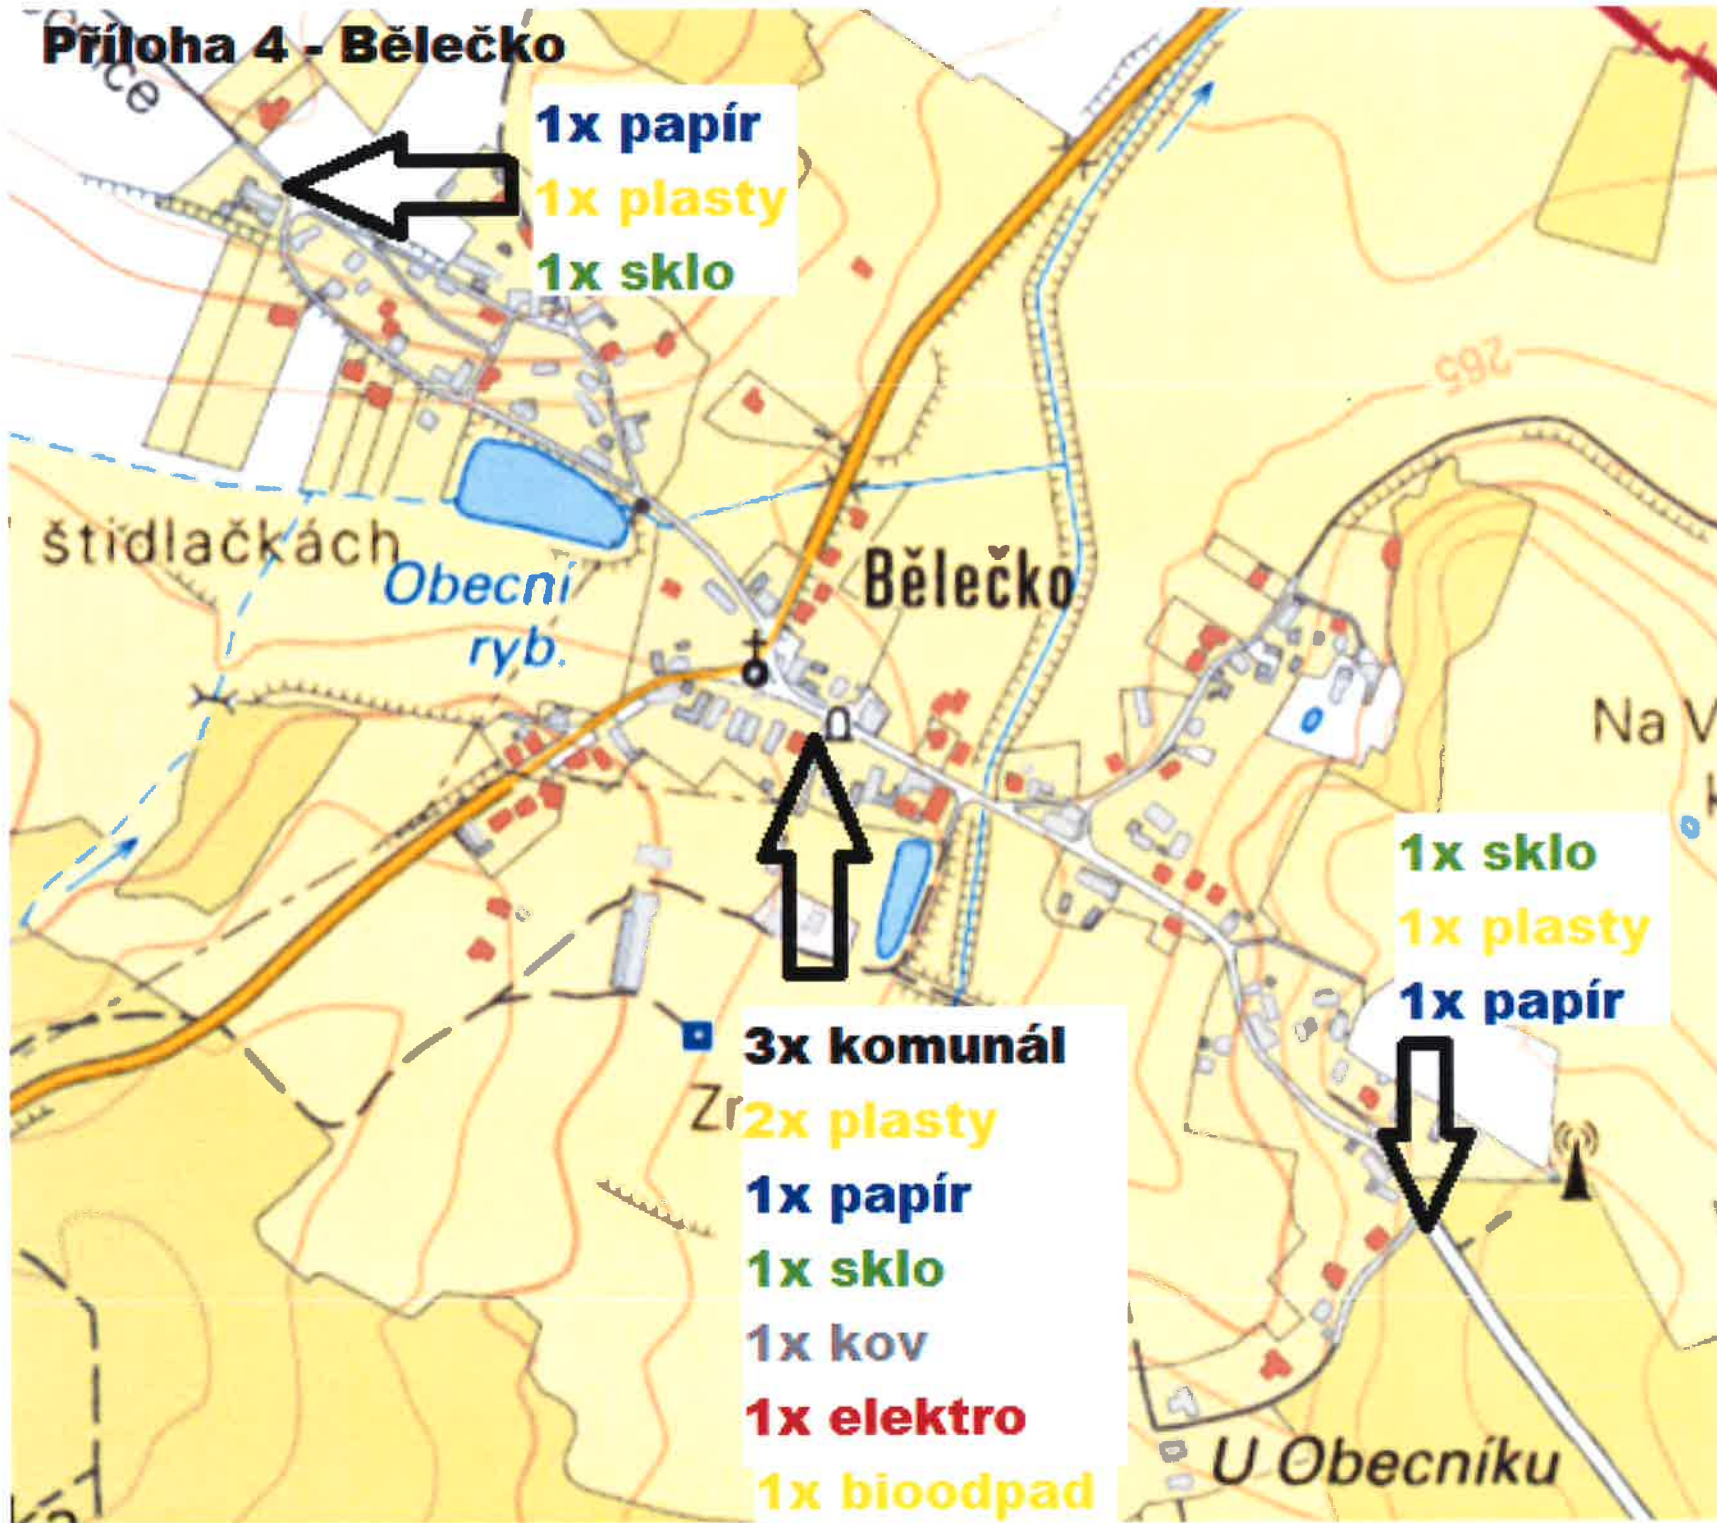 Příloha 4 - Bělečko
1x papír
1x plasty
1x sklo
265
štidlačkách
Obecní
ryb.
Bělečko
Na V
1x sklo
1x plasty
1x papír
3x komunál
2x plasty
1x papír
1x sklo
1x kov
1x elektro
1x bioodpad
U Obecníku